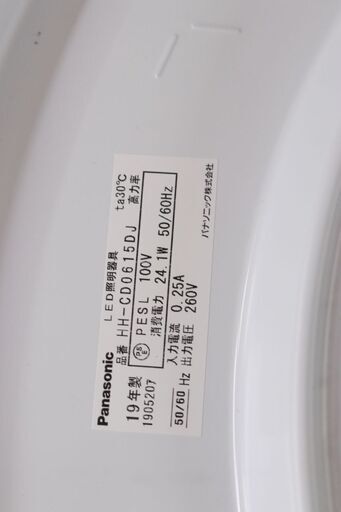 Panasonic
LED照明器具
品番 HH-CD0615DJ
ta30℃
高力率
19年製
1905207
PS E PESL 100V
消費電力 24.1W 50/60Hz
50/60 Hz
入力電流 0.25A
出力電圧 260V
パナソニック株式会社